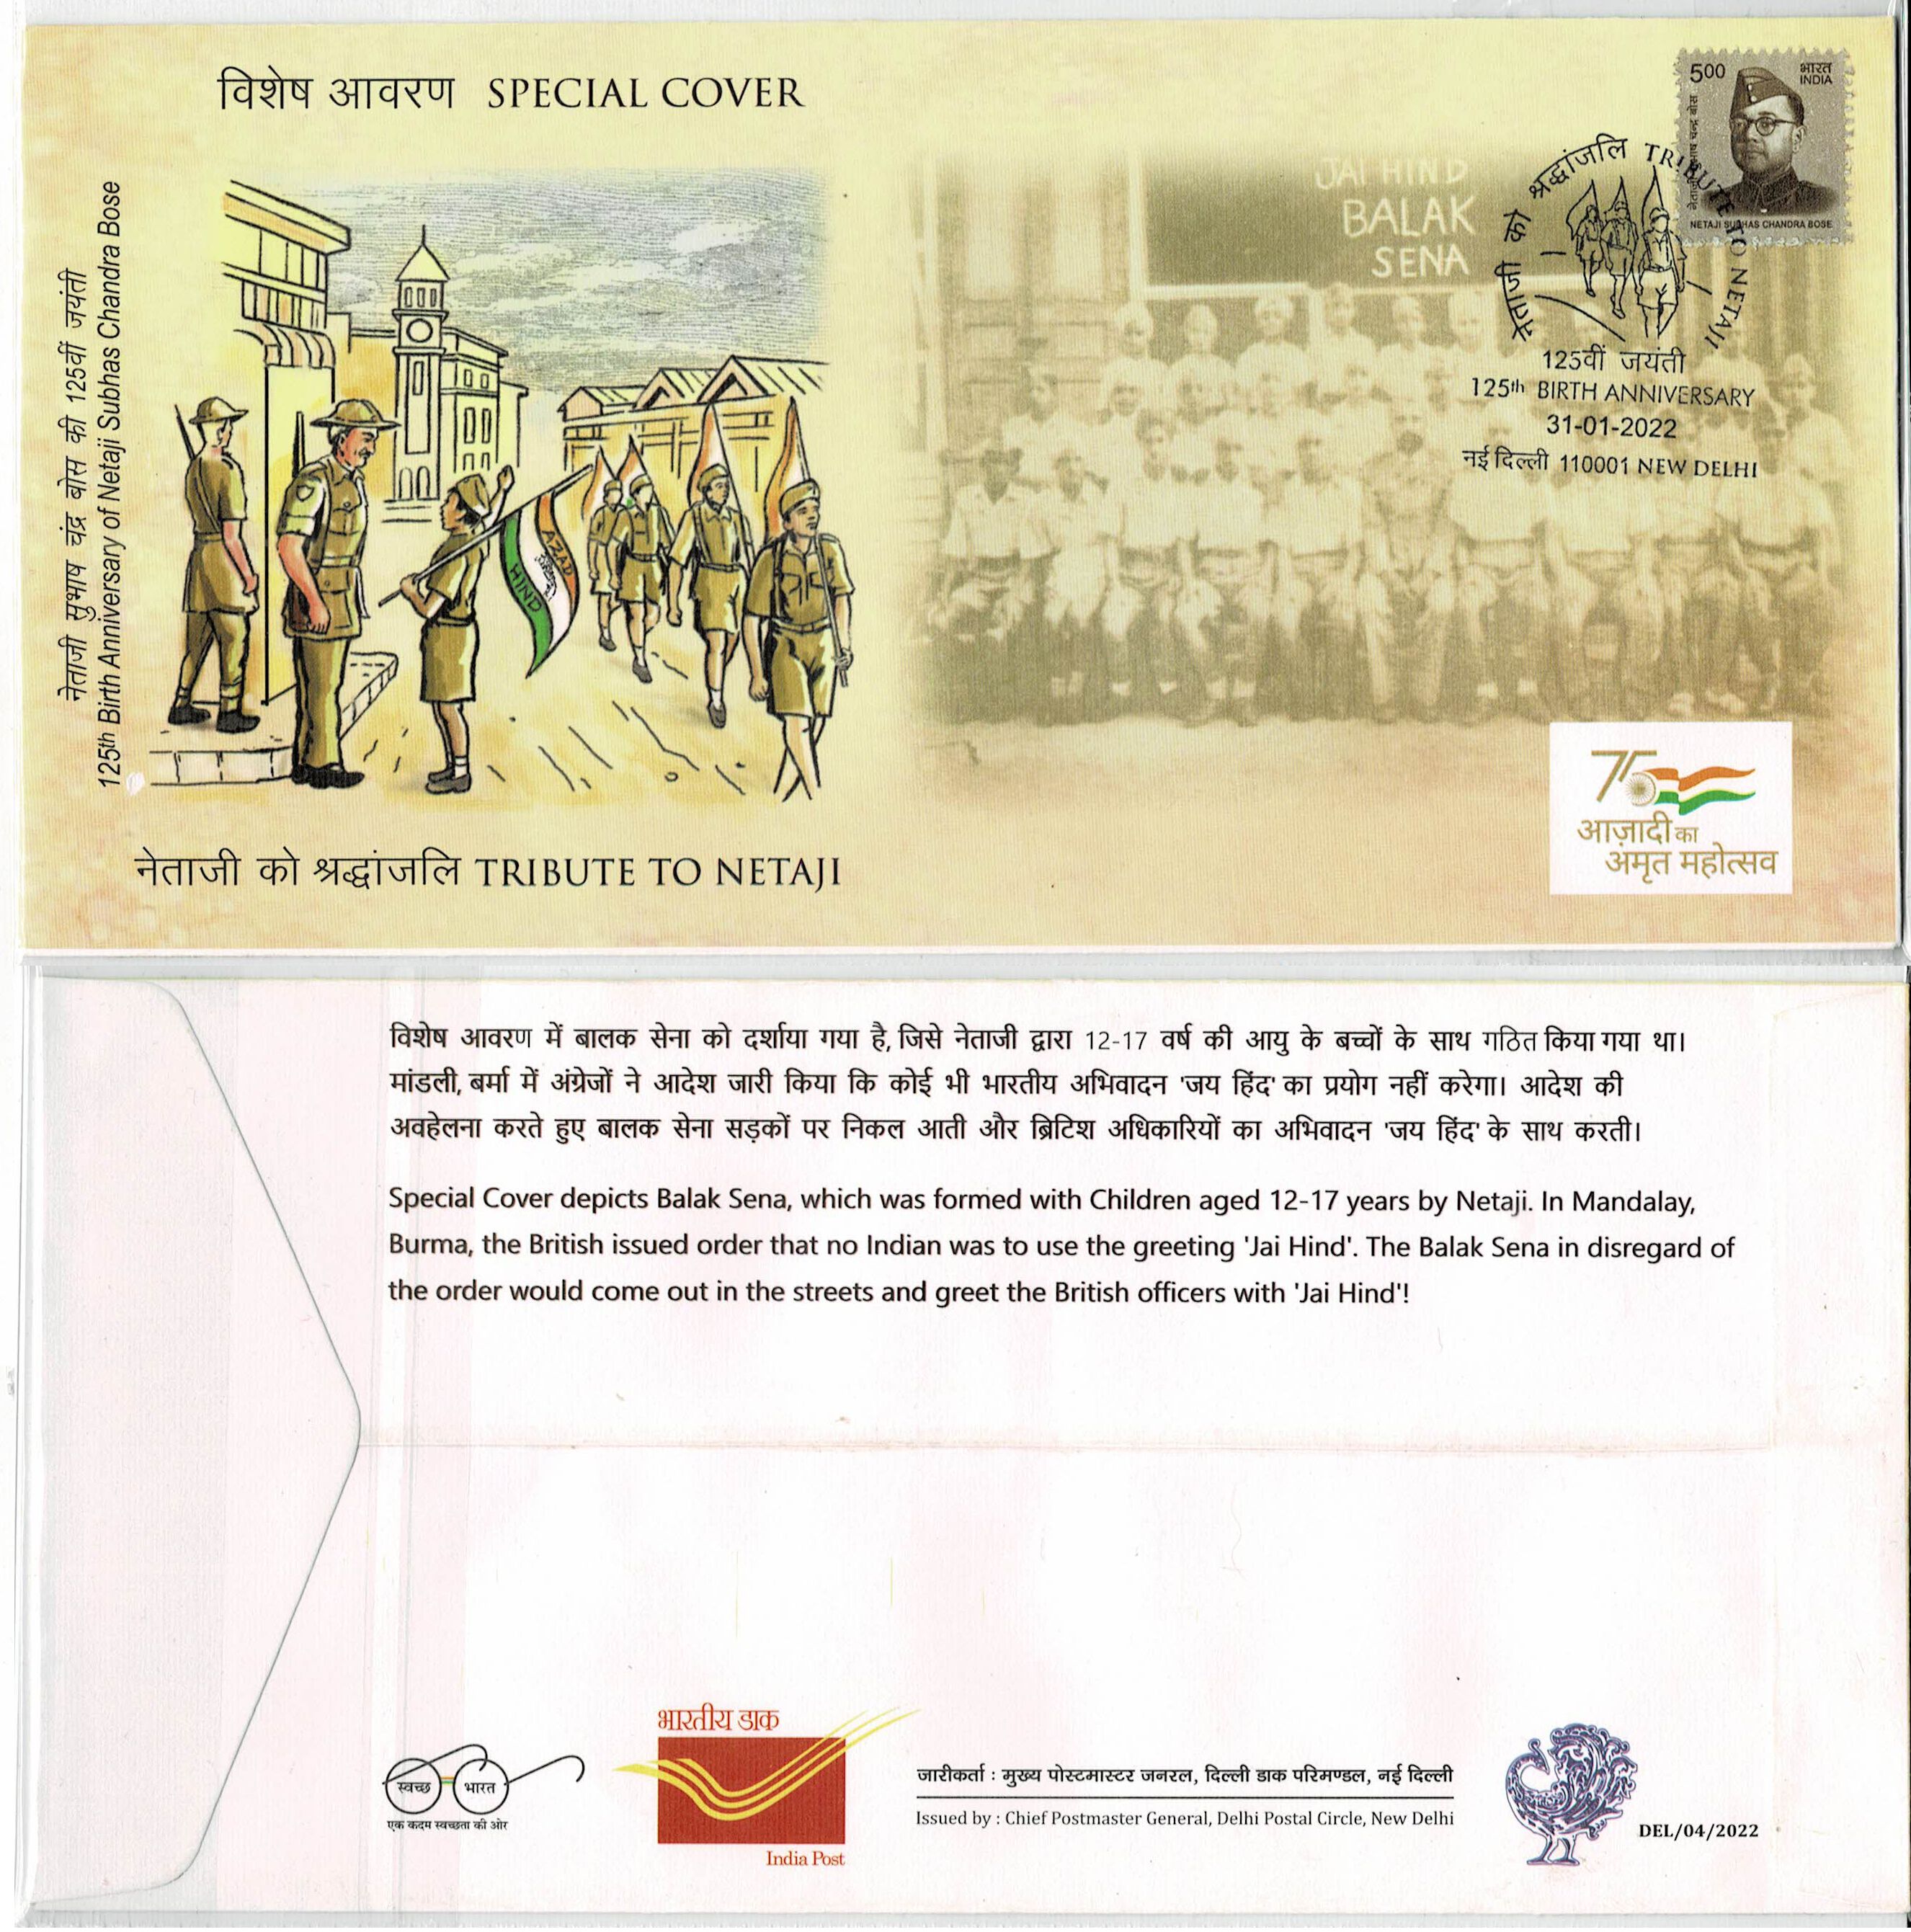 विशेष आवरण SPECIAL COVER
नेताजी सुभाष चंद्र बोस की 125वीं जयंती
125th Birth Anniversary of Netaji Subhas Chandra Bose
AZAD
HIND
नेताजी को श्रद्धांजलि TRIBUTE TO NETAJI
JAI HIND
BALAK
SENA
500
भारत
INDIA
नेताजी सुभाष चन्द्र बोस
NETAJI SUBHAS CHANDRA BOSE
नेताजी को श्रद्धांजलि TRIBUTE TO NETAJI
125वीं जयंती
125th BIRTH ANNIVERSARY
31-01-2022
नई दिल्ली 110001 NEW DELHI
75
आज़ादी का
अमृत महोत्सव
विशेष आवरण में बालक सेना को दर्शाया गया है, जिसे नेताजी द्वारा 12-17 वर्ष की आयु के बच्चों के साथ गठित किया गया था।
मांडली, बर्मा में अंग्रेजों ने आदेश जारी किया कि कोई भी भारतीय अभिवादन 'जय हिंद' का प्रयोग नहीं करेगा। आदेश की
अवहेलना करते हुए बालक सेना सड़कों पर निकल आती और ब्रिटिश अधिकारियों का अभिवादन 'जय हिंद' के साथ करती।
Special Cover depicts Balak Sena, which was formed with Children aged 12-17 years by Netaji. In Mandalay,
Burma, the British issued order that no Indian was to use the greeting 'Jai Hind'. The Balak Sena in disregard of
the order would come out in the streets and greet the British officers with 'Jai Hind'!
स्वच्छ भारत
एक कदम स्वच्छता की ओर
भारतीय डाक
India Post
जारीकर्ता : मुख्य पोस्टमास्टर जनरल, दिल्ली डाक परिमण्डल, नई दिल्ली
Issued by : Chief Postmaster General, Delhi Postal Circle, New Delhi
DEL/04/2022